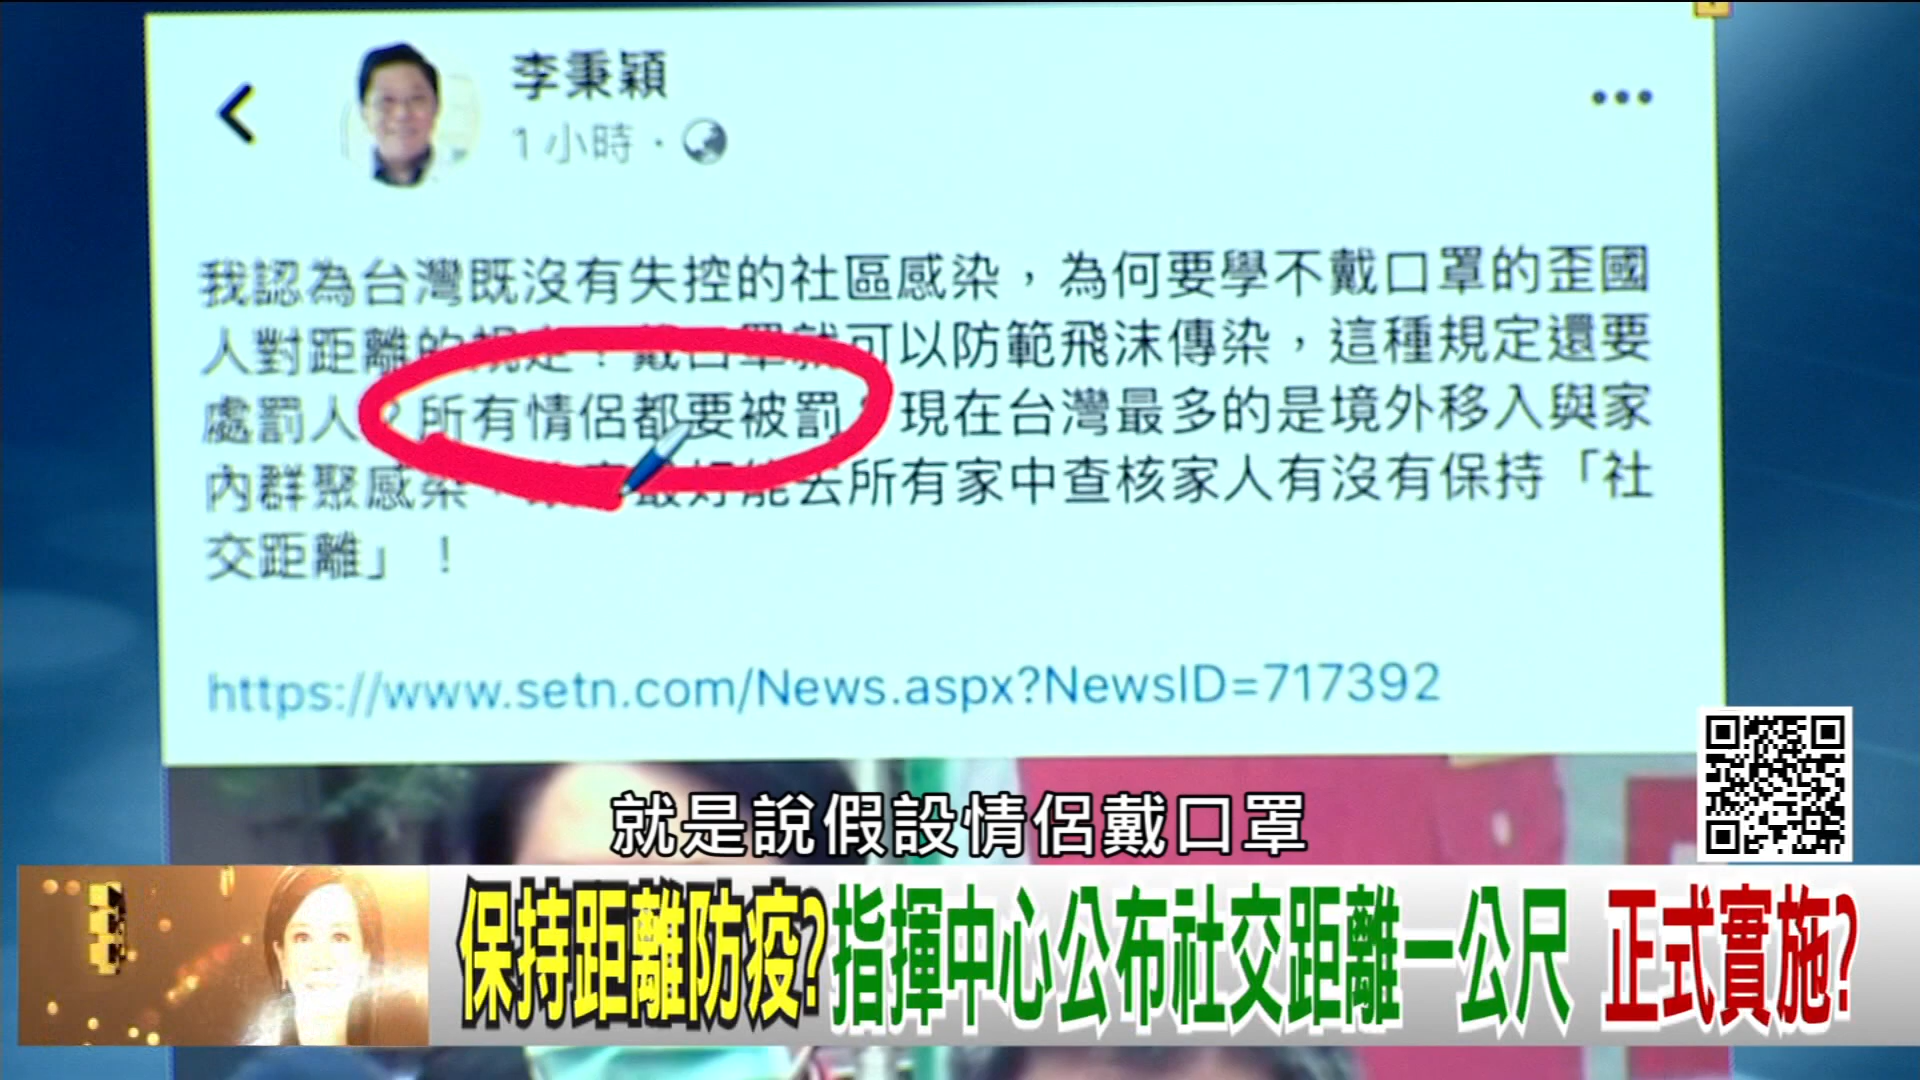 李秉穎
1小時·
我認為台灣既沒有失控的社區感染，為何要學不戴口罩的歪國
人對距離的規定？戴口罩就可以防範飛沫傳染，這種規定還要
處罰人？所有情侶都要被罰？現在台灣最多的是境外移入與家
內群聚感染，
最好能去所有家中查核家人有沒有保持「社
交距離」！
https://www.setn.com/News.aspx?NewsID=717392
就是說假設情侶戴口罩
保持距離防疫?指揮中心公布社交距離一公尺 正式實施?